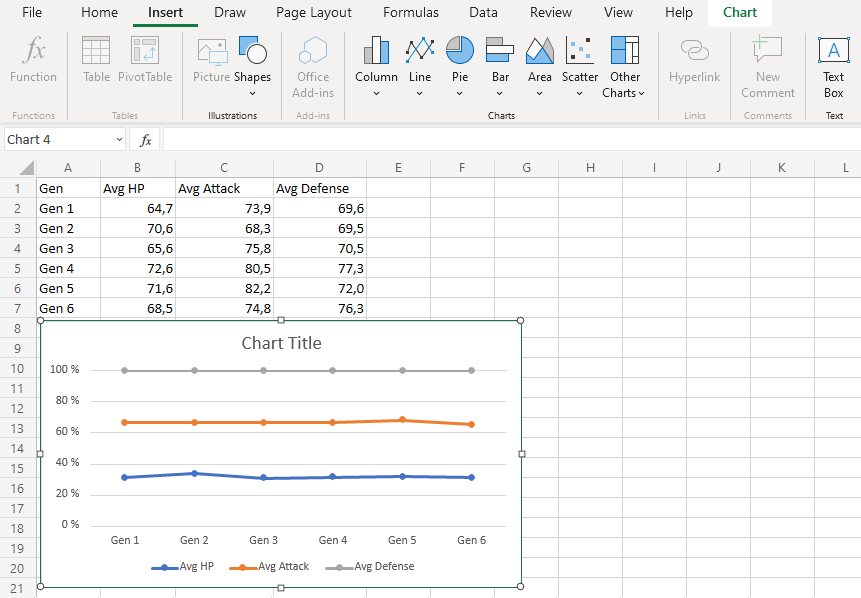 File Home Insert Draw Page Layout Formulas Data Review View Help Chart
Function Table PivotTable Picture Shapes Office Add-ins Column Line Pie Bar Area Scatter Other Charts Hyperlink New Comment A Text Box
Functions Tables Illustrations Add-ins Charts Links Comments Text
Chart 4 fx
A B C D E F G H I J K L
1 Gen Avg HP Avg Attack Avg Defense
2 Gen 1 64,7 73,9 69,6
3 Gen 2 70,6 68,3 69,5
4 Gen 3 65,6 75,8 70,5
5 Gen 4 72,6 80,5 77,3
6 Gen 5 71,6 82,2 72,0
7 Gen 6 68,5 74,8 76,3
8
9
10
11
12
13
14
15
16
17
18
19
20
21
Chart Title
100 %
80 %
60 %
40 %
20 %
0 %
Gen 1 Gen 2 Gen 3 Gen 4 Gen 5 Gen 6
Avg HP Avg Attack Avg Defense